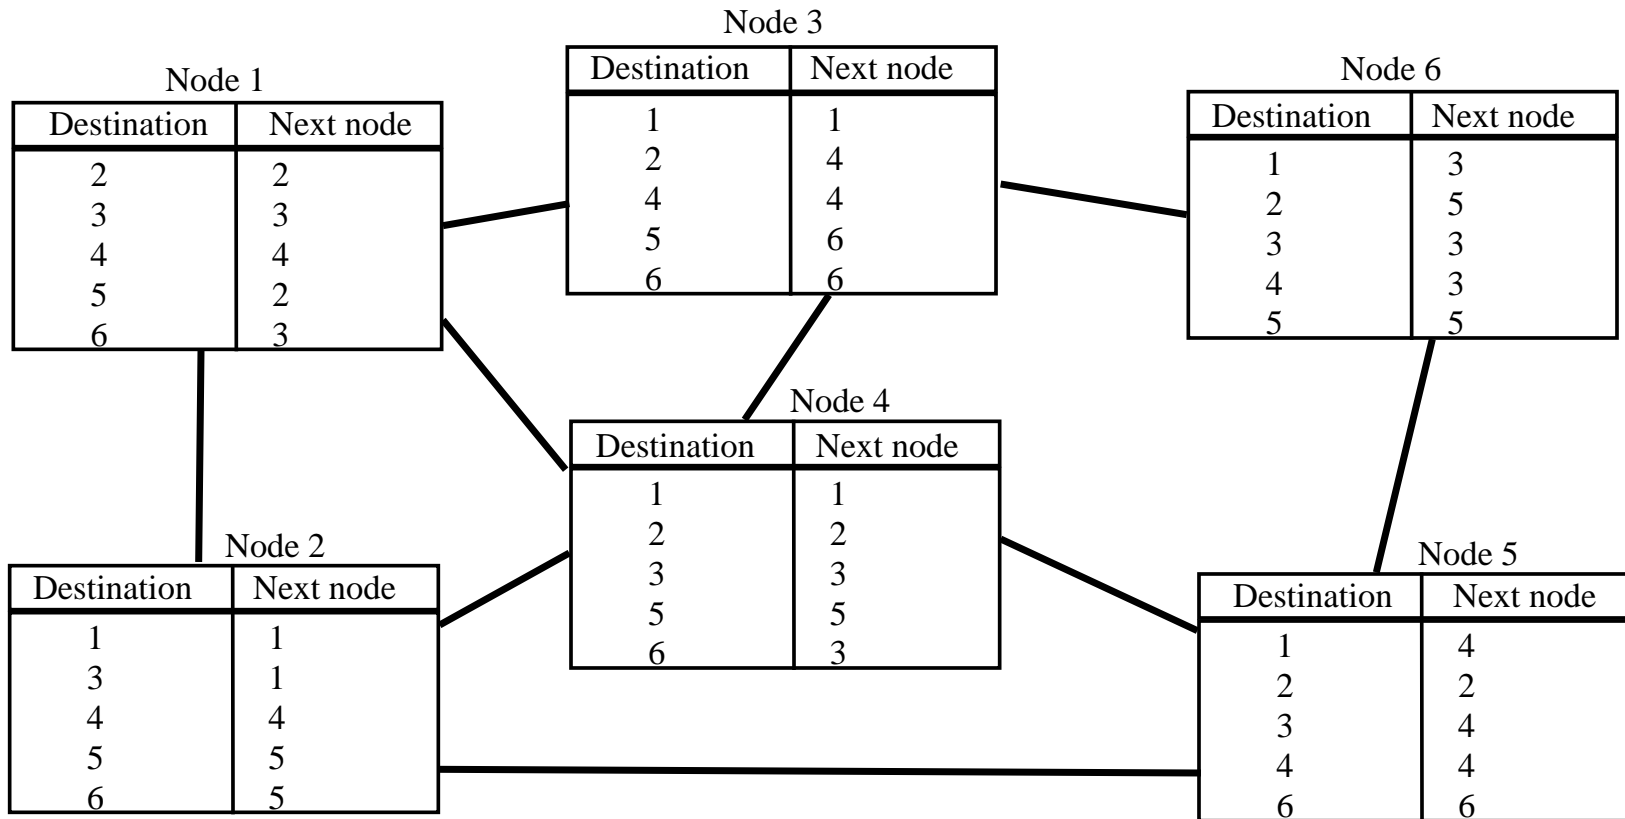 Node 1
Destination Next node
2 2
3 3
4 4
5 2
6 3
Node 3
Destination Next node
1 1
2 4
4 4
5 6
6 6
Node 6
Destination Next node
1 3
2 5
3 3
4 3
5 5
Node 4
Destination Next node
1 1
2 2
3 3
5 5
6 3
Node 2
Destination Next node
1 1
3 1
4 4
5 5
6 5
Node 5
Destination Next node
1 4
2 2
3 4
4 4
6 6